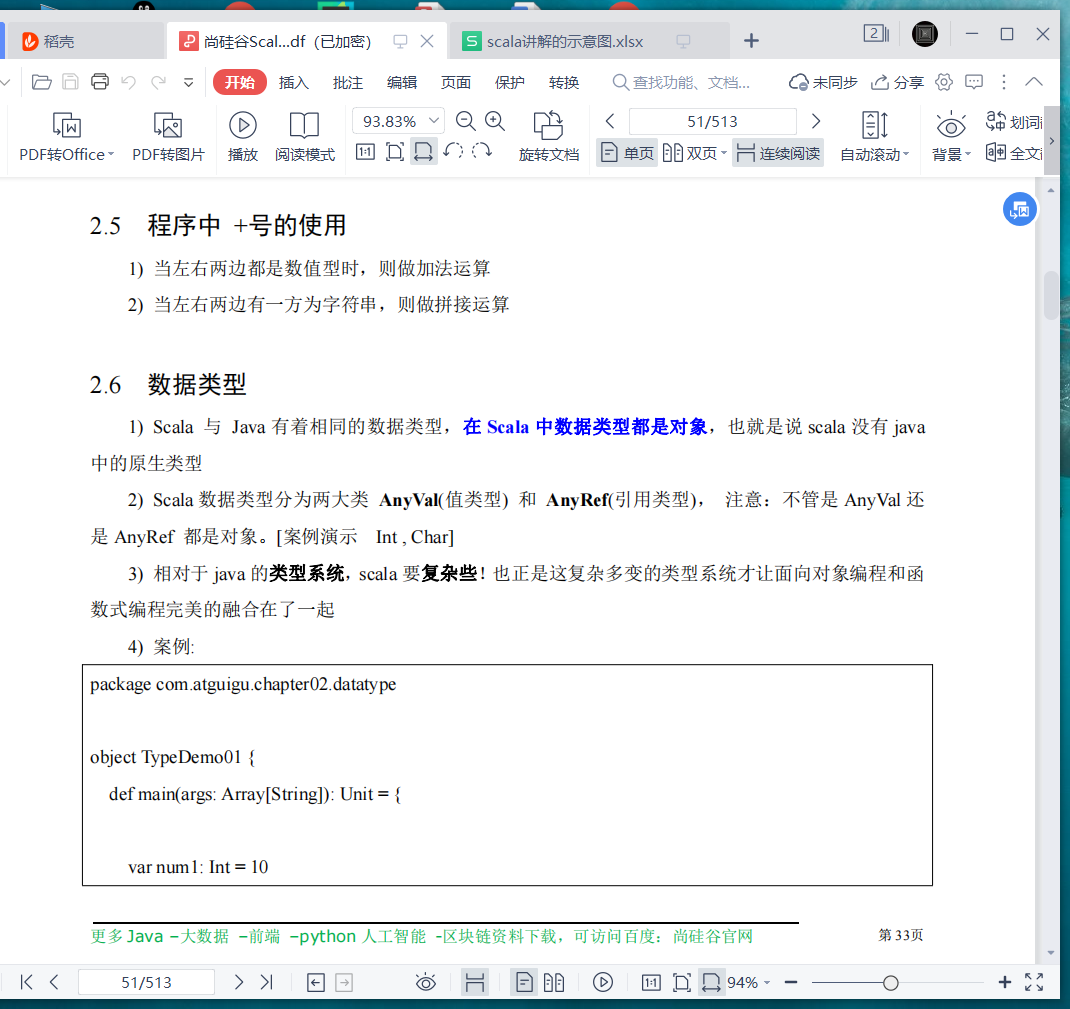 稻壳
尚硅谷Scal...df（已加密）
scala讲解的示意图.xlsx
2
开始 插入 批注 编辑 页面 保护 转换 查找功能、文档... 未同步 分享
93.83% 51/513 划词
PDF转Office PDF转图片 播放 阅读模式 1:1 旋转文档 单页 双页 连续阅读 自动滚动 背景 全文
2.5 程序中 +号的使用
1) 当左右两边都是数值型时，则做加法运算
2) 当左右两边有一方为字符串，则做拼接运算
2.6 数据类型
1) Scala 与 Java 有着相同的数据类型，在 Scala 中数据类型都是对象，也就是说 scala 没有 java
中的原生类型
2) Scala 数据类型分为两大类 AnyVal(值类型) 和 AnyRef(引用类型)， 注意：不管是 AnyVal 还
是 AnyRef 都是对象。[案例演示 Int , Char]
3) 相对于 java 的类型系统，scala 要复杂些！也正是这复杂多变的类型系统才让面向对象编程和函
数式编程完美的融合在了一起
4) 案例:
package com.atguigu.chapter02.datatype
object TypeDemo01 {
def main(args: Array[String]): Unit = {
var num1: Int = 10
更多 Java –大数据 –前端 –python 人工智能 -区块链资料下载，可访问百度：尚硅谷官网
第 33页
51/513 1:1 94%